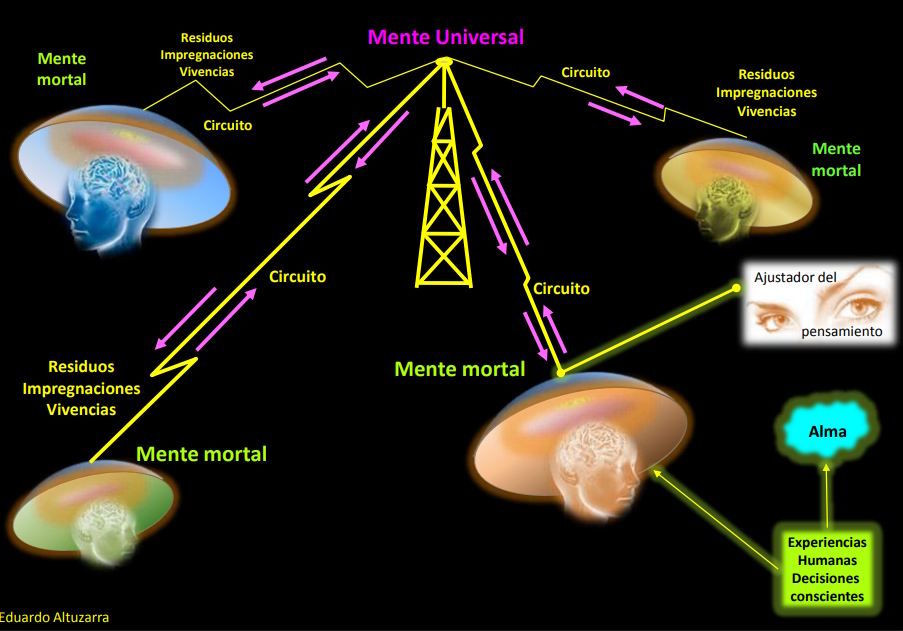 Mente Universal
Residuos
Impregnaciones
Vivencias
Mente
mortal
Circuito
Circuito
Residuos
Impregnaciones
Vivencias
Mente
mortal
Circuito
Circuito
Ajustador del
pensamiento
Residuos
Impregnaciones
Vivencias
Mente mortal
Mente mortal
Alma
Experiencias
Humanas
Decisiones
conscientes
Eduardo Altuzarra